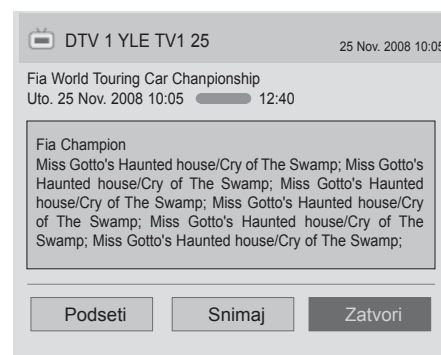 DTV 1 YLE TV1 25 25 Nov. 2008 10:05
Fia World Touring Car Chanpionship
Uto. 25 Nov. 2008 10:05 12:40
Fia Champion
Miss Gotto's Haunted house/Cry of The Swamp; Miss Gotto's
Haunted house/Cry of The Swamp; Miss Gotto's Haunted
house/Cry of The Swamp; Miss Gotto's Haunted house/Cry
of The Swamp; Miss Gotto's Haunted house/Cry of The
Swamp; Miss Gotto's Haunted house/Cry of The Swamp;
Podseti Snimaj Zatvori